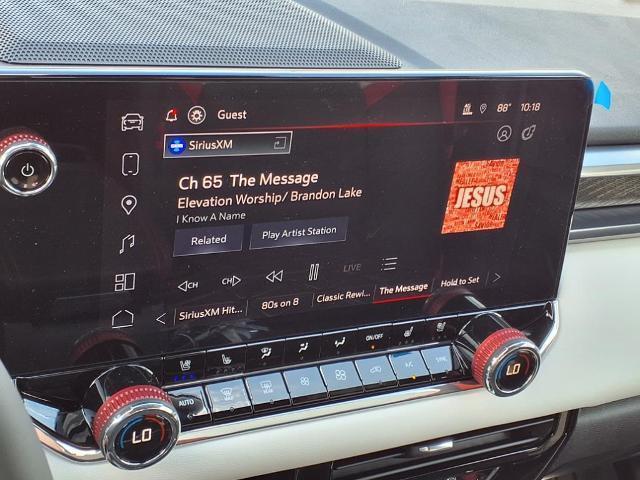 Guest
88° 10:18
SiriusXM
Ch 65 The Message
Elevation Worship/ Brandon Lake
I Know A Name
Related
Play Artist Station
JESUS
CH
CH
LIVE
SiriusXM Hit...
80s on 8
Classic Rewi...
The Message
Hold to Set
ON/OFF
AUTO
A/C
SYNC
LO
LO